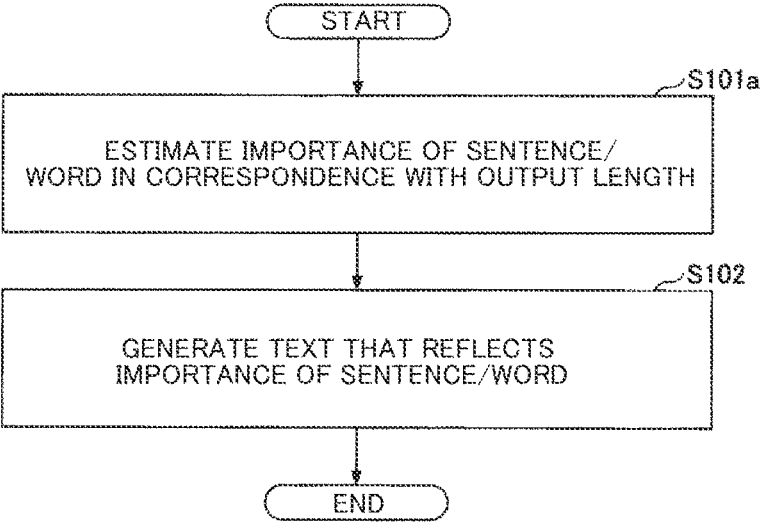 START
S101a
ESTIMATE IMPORTANCE OF SENTENCE/
WORD IN CORRESPONDENCE WITH OUTPUT LENGTH
S102
GENERATE TEXT THAT REFLECTS
IMPORTANCE OF SENTENCE/WORD
END